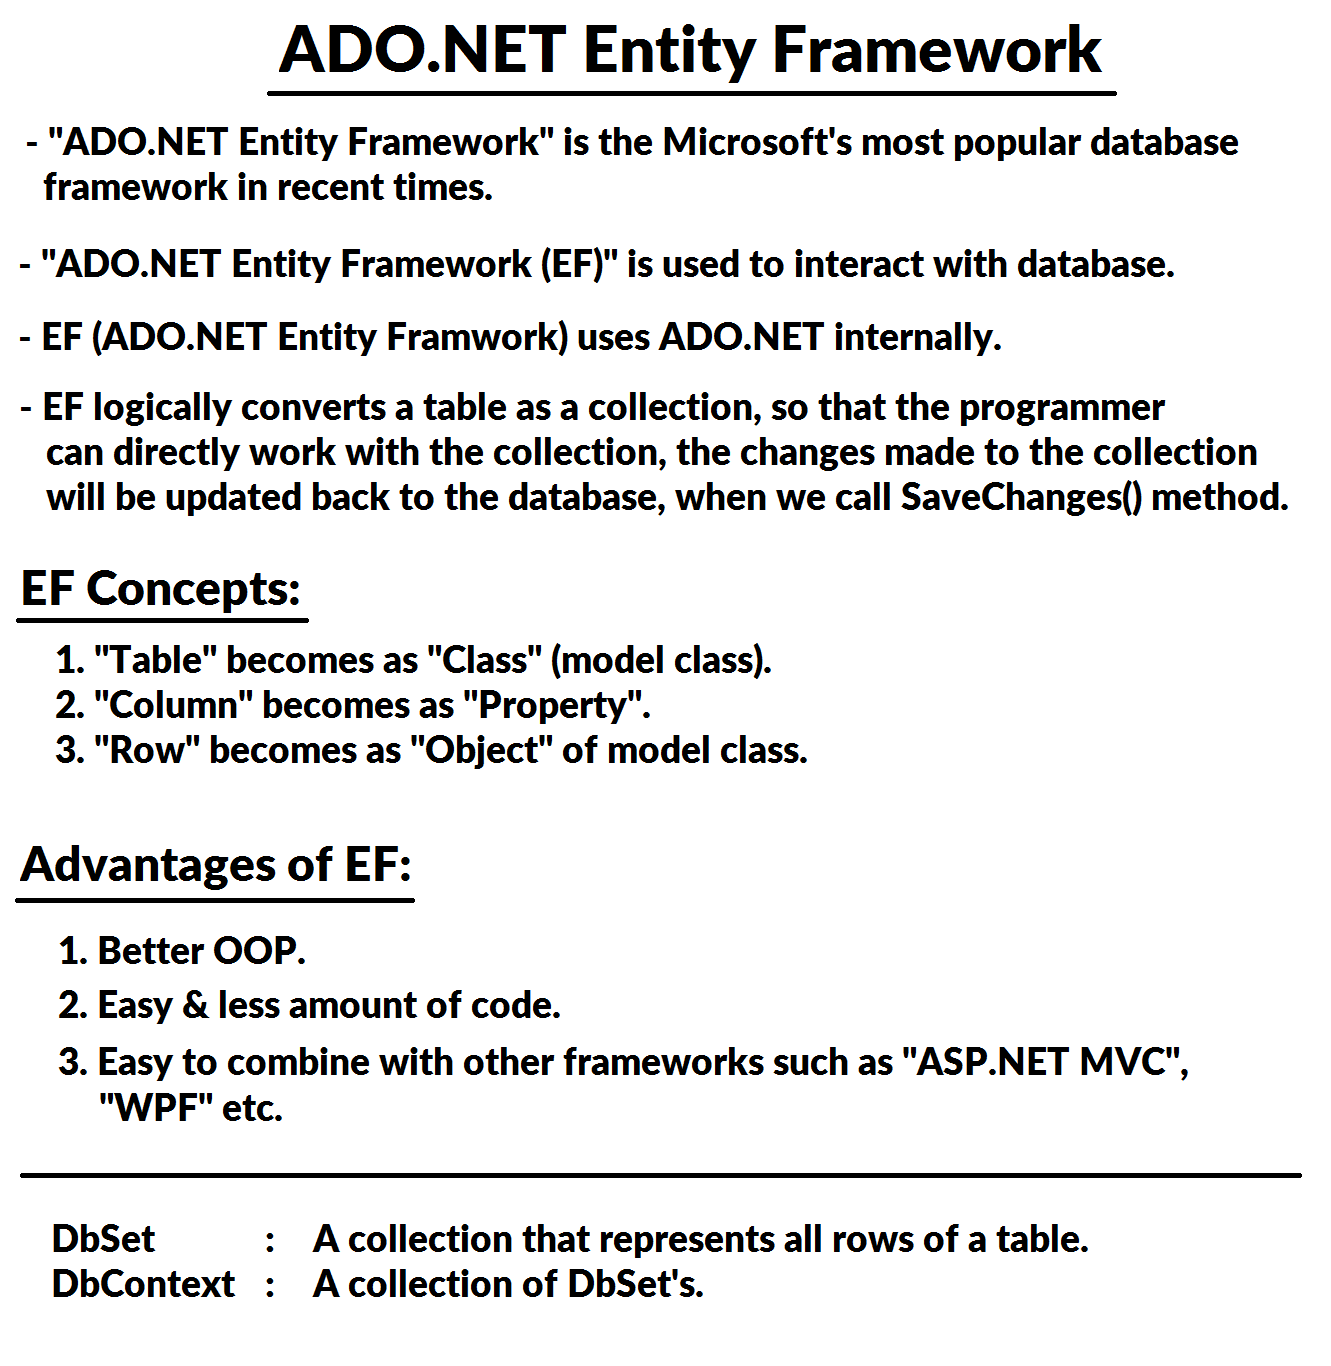 ADO.NET Entity Framework
- "ADO.NET Entity Framework" is the Microsoft's most popular database
framework in recent times.
- "ADO.NET Entity Framework (EF)" is used to interact with database.
- EF (ADO.NET Entity Framwork) uses ADO.NET internally.
- EF logically converts a table as a collection, so that the programmer
can directly work with the collection, the changes made to the collection
will be updated back to the database, when we call SaveChanges() method.
EF Concepts:
1. "Table" becomes as "Class" (model class).
2. "Column" becomes as "Property".
3. "Row" becomes as "Object" of model class.
Advantages of EF:
1. Better OOP.
2. Easy & less amount of code.
3. Easy to combine with other frameworks such as "ASP.NET MVC",
"WPF" etc.
DbSet : A collection that represents all rows of a table.
DbContext : A collection of DbSet's.